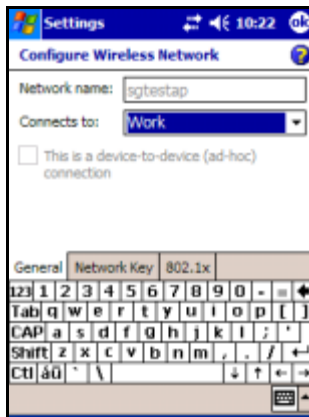 Settings 10:22 ok
Configure Wireless Network ?
Network name: sgtestap
Connects to: Work
This is a device-to-device (ad-hoc)
connection
General Network Key 802.1x
123 1 2 3 4 5 6 7 8 9 0 - =
Tab q w e r t y u i o p [ ]
CAP a s d f g h j k l ; '
Shift z x c v b n m , . /
Ctl áü ` \